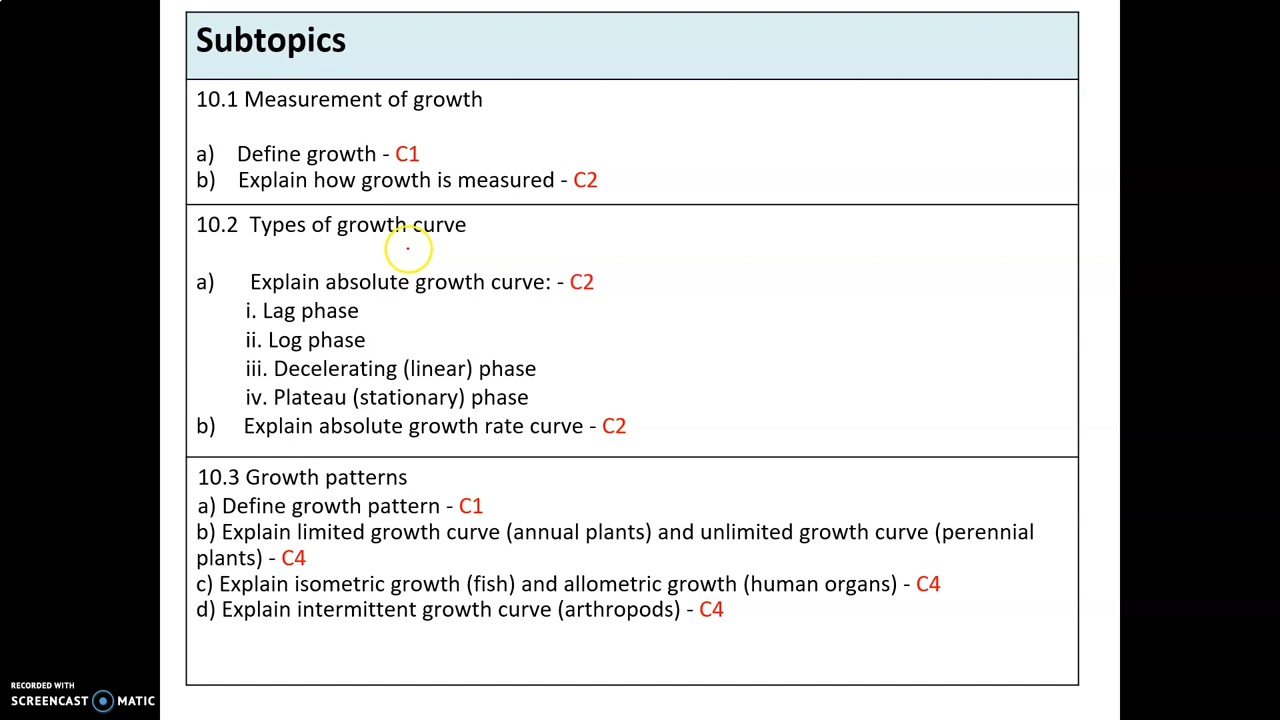 Subtopics
10.1 Measurement of growth
a) Define growth - C1
b) Explain how growth is measured - C2
10.2 Types of growth curve
a) Explain absolute growth curve: - C2
i. Lag phase
ii. Log phase
iii. Decelerating (linear) phase
iv. Plateau (stationary) phase
b) Explain absolute growth rate curve - C2
10.3 Growth patterns
a) Define growth pattern - C1
b) Explain limited growth curve (annual plants) and unlimited growth curve (perennial
plants) - C4
c) Explain isometric growth (fish) and allometric growth (human organs) - C4
d) Explain intermittent growth curve (arthropods) - C4
RECORDED WITH
SCREENCAST MATIC